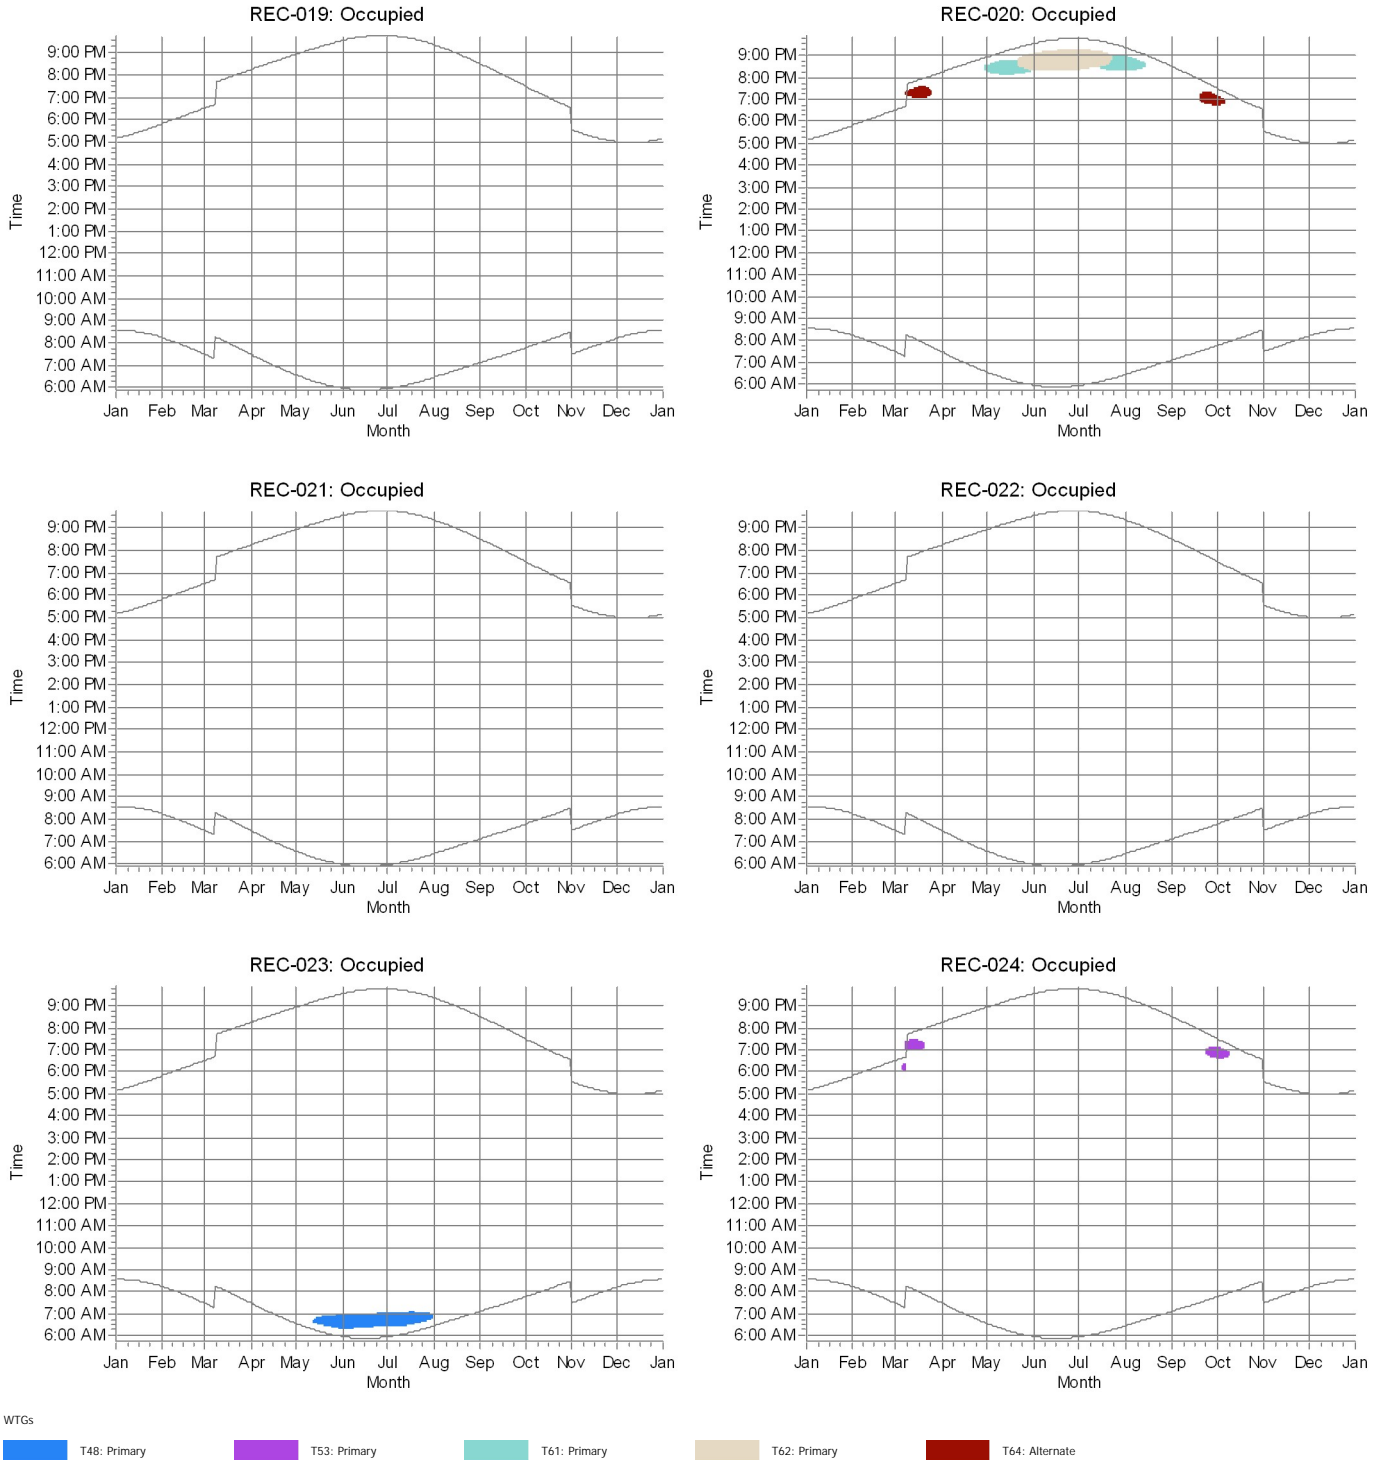 REC-019: Occupied
9:00 PM
8:00 PM
7:00 PM
6:00 PM
5:00 PM
4:00 PM
3:00 PM
2:00 PM
1:00 PM
12:00 PM
11:00 AM
10:00 AM
9:00 AM
8:00 AM
7:00 AM
6:00 AM
Time
Jan Feb Mar Apr May Jun Jul Aug Sep Oct Nov Dec Jan
Month
REC-020: Occupied
9:00 PM
8:00 PM
7:00 PM
6:00 PM
5:00 PM
4:00 PM
3:00 PM
2:00 PM
1:00 PM
12:00 PM
11:00 AM
10:00 AM
9:00 AM
8:00 AM
7:00 AM
6:00 AM
Time
Jan Feb Mar Apr May Jun Jul Aug Sep Oct Nov Dec Jan
Month
REC-021: Occupied
9:00 PM
8:00 PM
7:00 PM
6:00 PM
5:00 PM
4:00 PM
3:00 PM
2:00 PM
1:00 PM
12:00 PM
11:00 AM
10:00 AM
9:00 AM
8:00 AM
7:00 AM
6:00 AM
Time
Jan Feb Mar Apr May Jun Jul Aug Sep Oct Nov Dec Jan
Month
REC-022: Occupied
9:00 PM
8:00 PM
7:00 PM
6:00 PM
5:00 PM
4:00 PM
3:00 PM
2:00 PM
1:00 PM
12:00 PM
11:00 AM
10:00 AM
9:00 AM
8:00 AM
7:00 AM
6:00 AM
Time
Jan Feb Mar Apr May Jun Jul Aug Sep Oct Nov Dec Jan
Month
REC-023: Occupied
9:00 PM
8:00 PM
7:00 PM
6:00 PM
5:00 PM
4:00 PM
3:00 PM
2:00 PM
1:00 PM
12:00 PM
11:00 AM
10:00 AM
9:00 AM
8:00 AM
7:00 AM
6:00 AM
Time
Jan Feb Mar Apr May Jun Jul Aug Sep Oct Nov Dec Jan
Month
REC-024: Occupied
9:00 PM
8:00 PM
7:00 PM
6:00 PM
5:00 PM
4:00 PM
3:00 PM
2:00 PM
1:00 PM
12:00 PM
11:00 AM
10:00 AM
9:00 AM
8:00 AM
7:00 AM
6:00 AM
Time
Jan Feb Mar Apr May Jun Jul Aug Sep Oct Nov Dec Jan
Month
WTGs
T48: Primary T53: Primary T61: Primary T62: Primary T64: Alternate